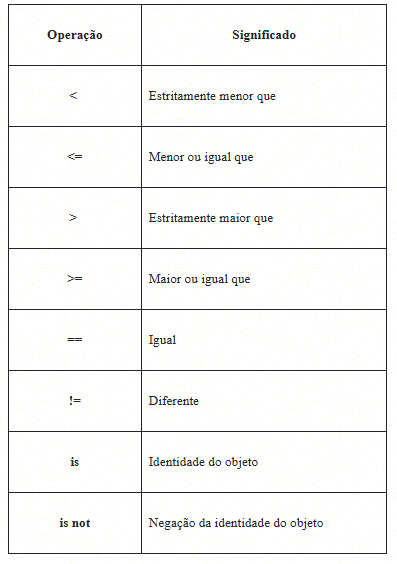 Operação Significado
< Estritamente menor que
<= Menor ou igual que
> Estritamente maior que
>= Maior ou igual que
== Igual
!= Diferente
is Identidade do objeto
is not Negação da identidade do objeto